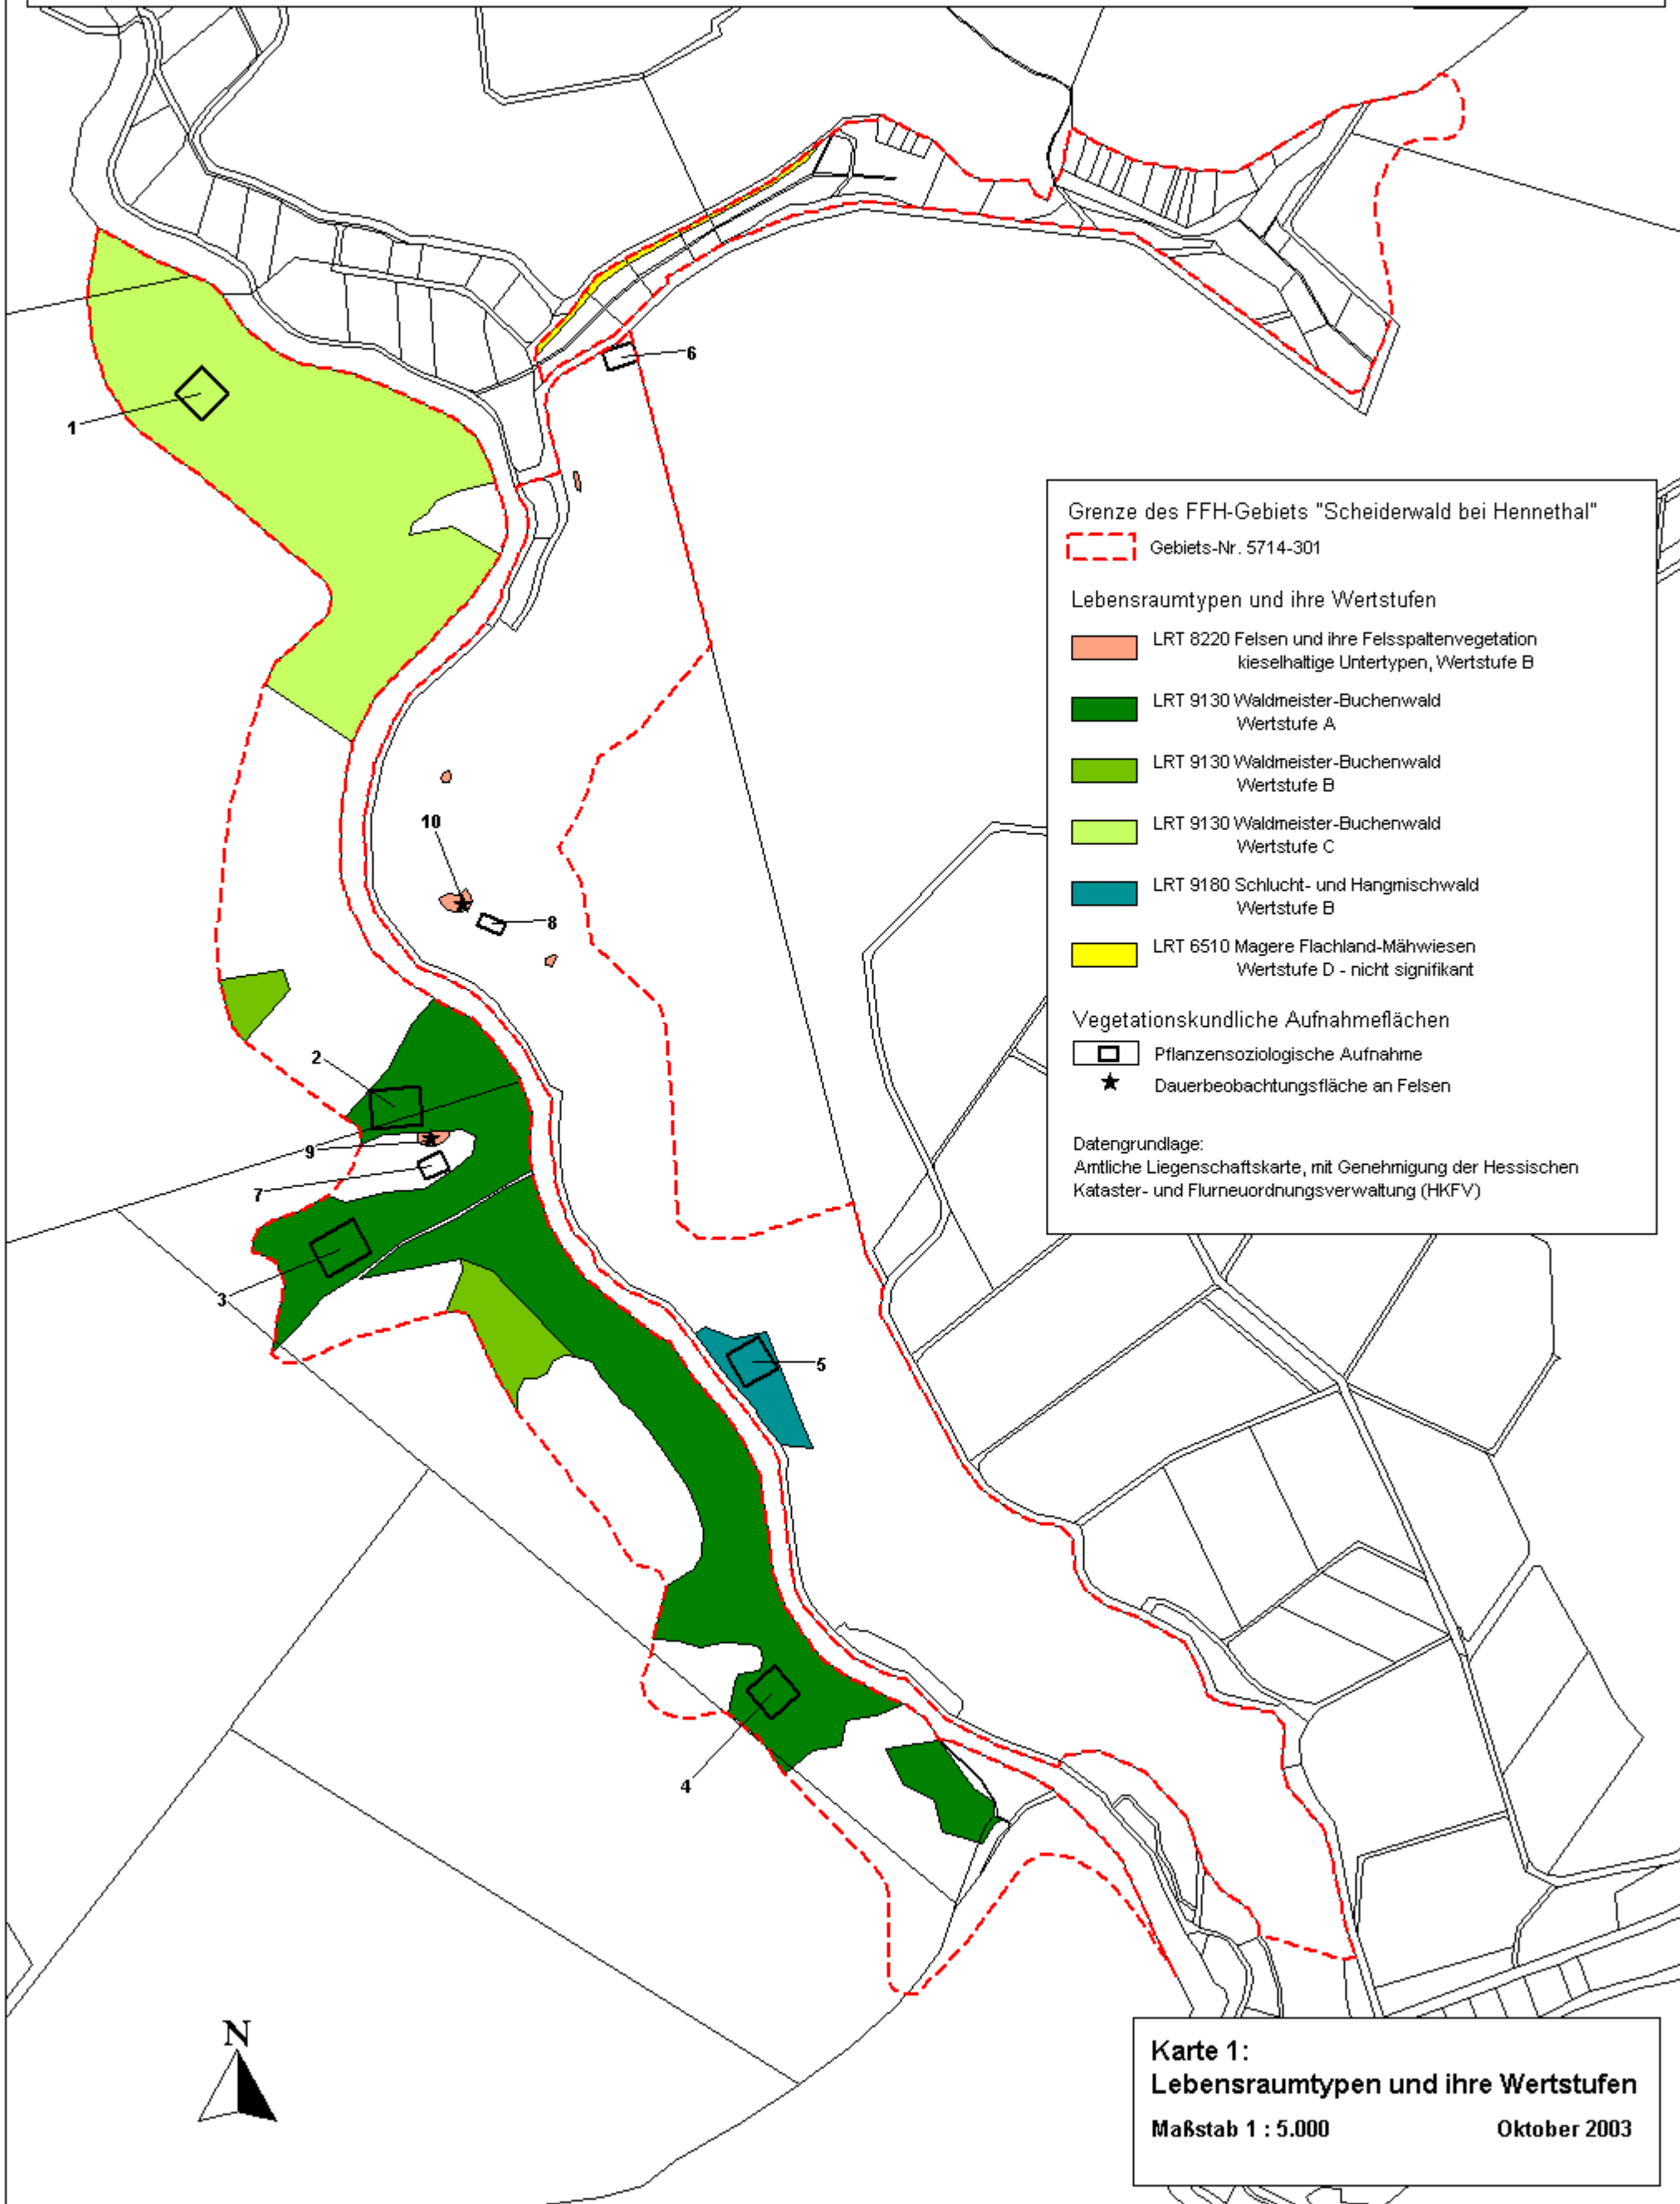 6
1
10
8
2
9
7
3
5
4
Grenze des FFH-Gebiets "Scheiderwald bei Hennethal"
Gebiets-Nr. 5714-301
Lebensraumtypen und ihre Wertstufen
LRT 8220 Felsen und ihre Felsspaltenvegetation
kieselhaltige Untertypen, Wertstufe B
LRT 9130 Waldmeister-Buchenwald
Wertstufe A
LRT 9130 Waldmeister-Buchenwald
Wertstufe B
LRT 9130 Waldmeister-Buchenwald
Wertstufe C
LRT 9180 Schlucht- und Hangmischwald
Wertstufe B
LRT 6510 Magere Flachland-Mähwiesen
Wertstufe D - nicht signifikant
Vegetationskundliche Aufnahmeflächen
Pflanzensoziologische Aufnahme
Dauerbeobachtungsfläche an Felsen
Datengrundlage:
Amtliche Liegenschaftskarte, mit Genehmigung der Hessischen
Kataster- und Flurneuordnungsverwaltung (HKFV)
N
Karte 1:
Lebensraumtypen und ihre Wertstufen
Maßstab 1 : 5.000 Oktober 2003